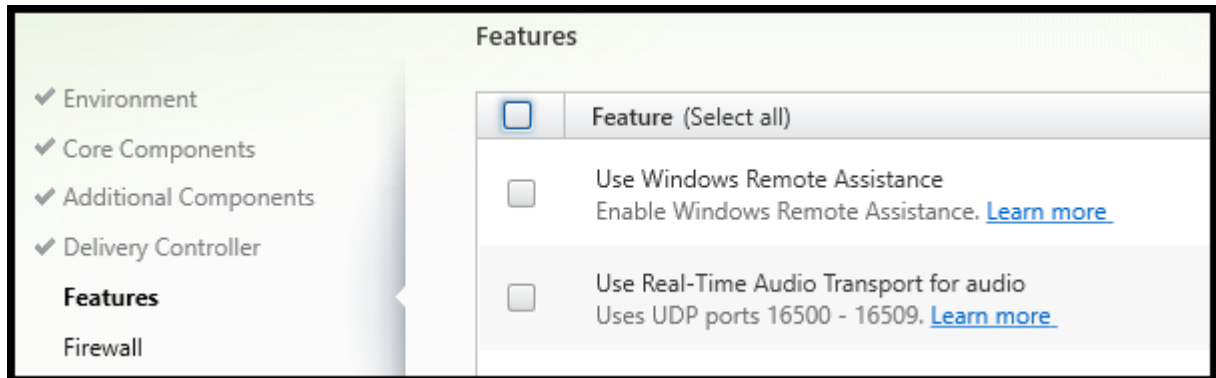 Features
Environment
Core Components
Additional Components
Delivery Controller
Features
Firewall
Feature (Select all)
Use Windows Remote Assistance
Enable Windows Remote Assistance. Learn more
Use Real-Time Audio Transport for audio
Uses UDP ports 16500 - 16509. Learn more